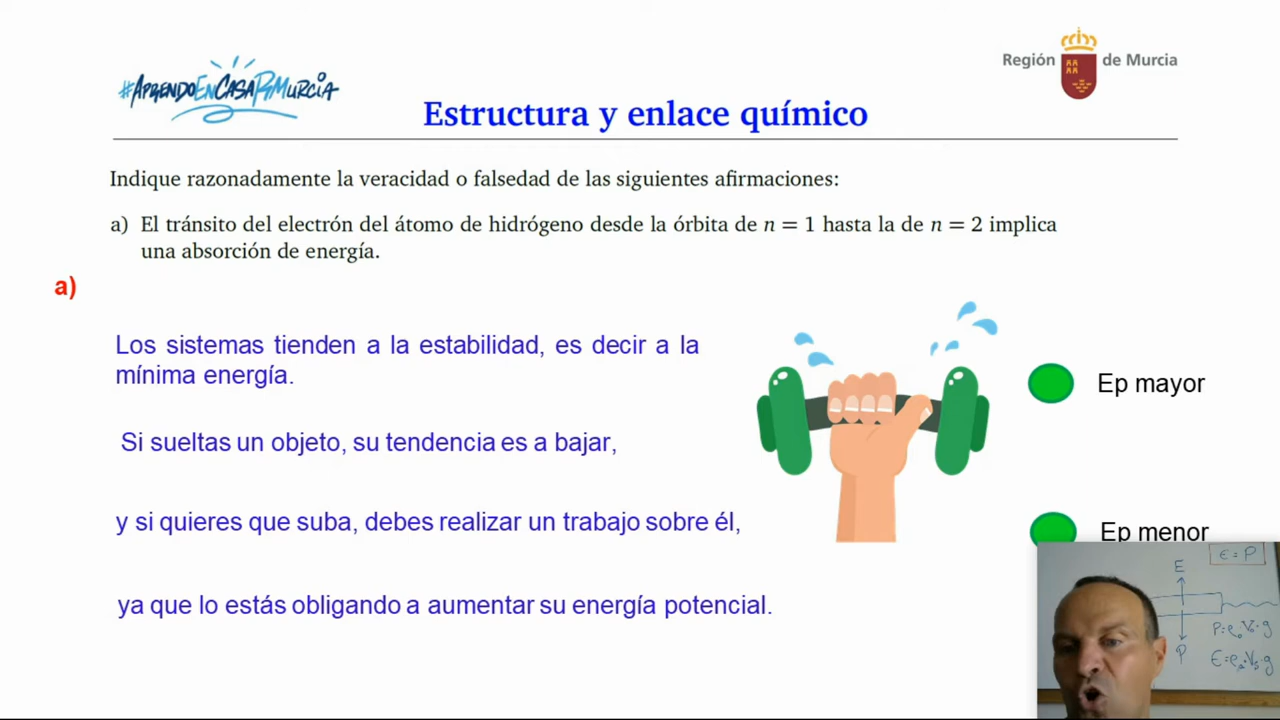 #APRENDOENCASARMURCIA
Región de Murcia
Estructura y enlace químico
Indique razonadamente la veracidad o falsedad de las siguientes afirmaciones:
a) El tránsito del electrón del átomo de hidrógeno desde la órbita de n = 1 hasta la de n = 2 implica
una absorción de energía.
a)
Los sistemas tienden a la estabilidad, es decir a la
mínima energía.
Si sueltas un objeto, su tendencia es a bajar,
y si quieres que suba, debes realizar un trabajo sobre él,
ya que lo estás obligando a aumentar su energía potencial.
Ep mayor
Ep menor
E = P
E
P